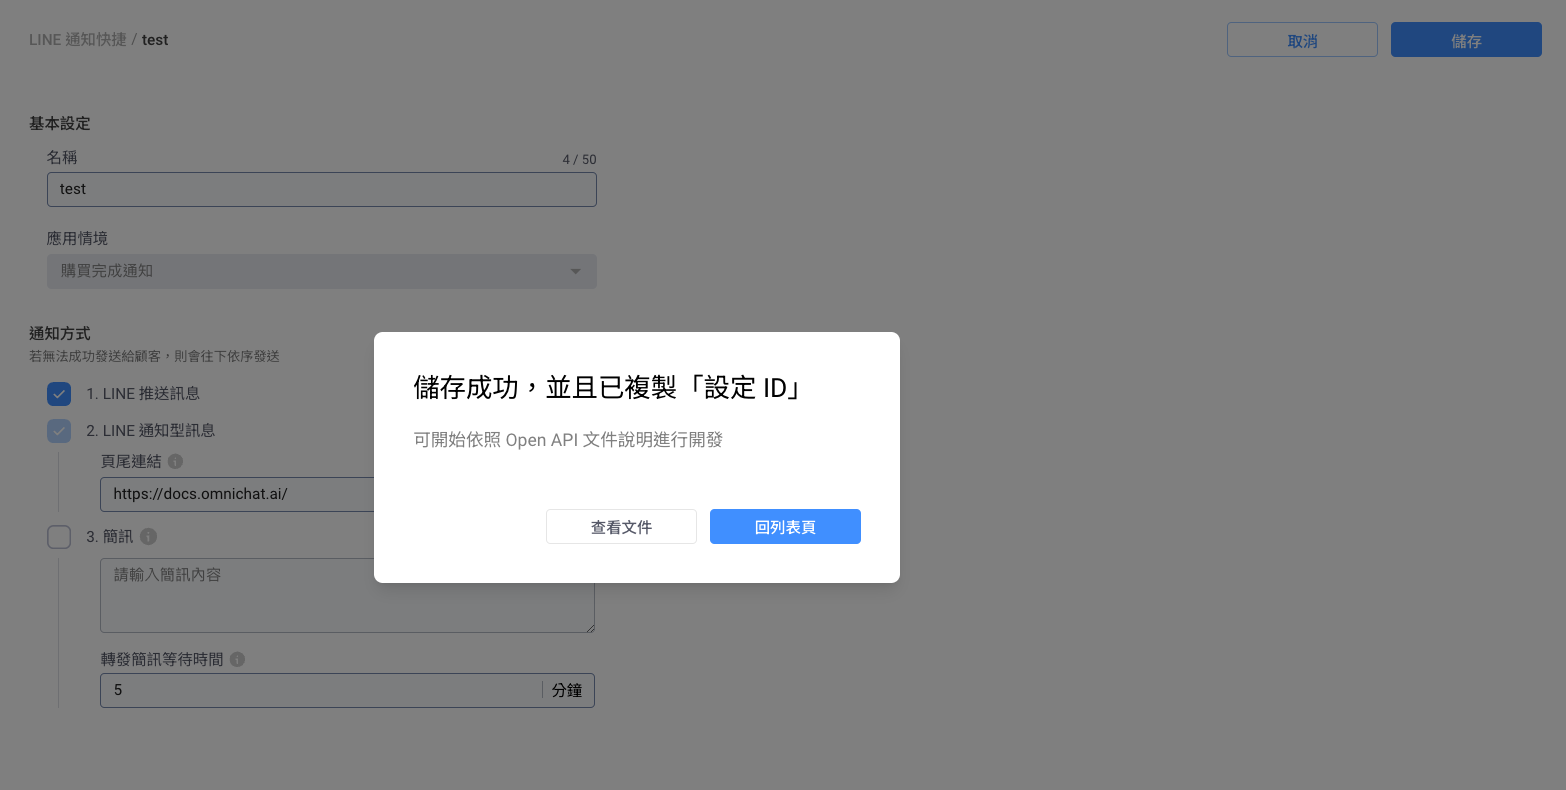 LINE 通知快捷 / test
取消
儲存
基本設定
名稱
4 / 50
test
應用情境
購買完成通知
通知方式
若無法成功發送給顧客，則會往下依序發送
1. LINE 推送訊息
2. LINE 通知型訊息
頁尾連結
https://docs.omnichat.ai/
3. 簡訊
請輸入簡訊內容
轉發簡訊等待時間
5
分鐘
儲存成功，並且已複製「設定 ID」
可開始依照 Open API 文件說明進行開發
查看文件
回列表頁